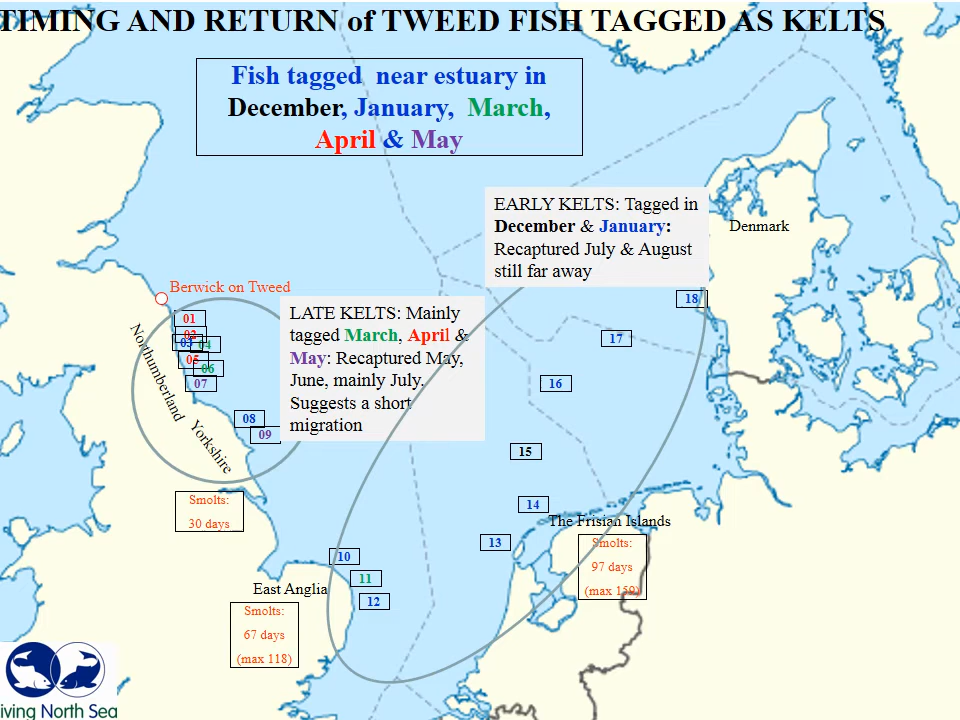 TIMING AND RETURN of TWEED FISH TAGGED AS KELTS
Fish tagged near estuary in
December, January, March,
April & May
EARLY KELTS: Tagged in
December & January:
Recaptured July & August
still far away
Denmark
Berwick on Tweed
LATE KELTS: Mainly
tagged March, April &
May: Recaptured May,
June, mainly July.
Suggests a short
migration
01
02
03
04
05
06
07
08
09
18
17
16
15
14
13
10
11
12
Northumberland
Yorkshire
Smolts:
30 days
The Frisian Islands
Smolts:
97 days
(max 159)
East Anglia
Smolts:
67 days
(max 118)
iving North Sea